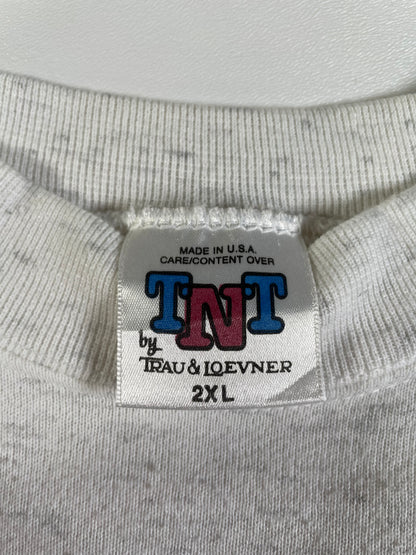 MADE IN U.S.A.
CARE/CONTENT OVER
TNT
by
TRAU & LOEVNER
2XL